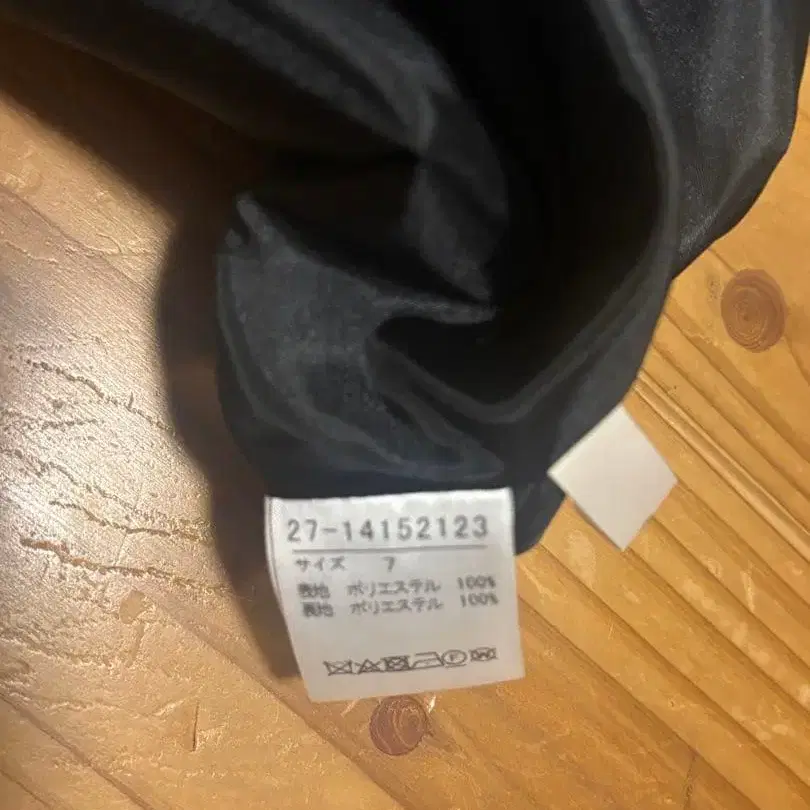 27-14152123
サイズ 7
表地 ポリエステル 100%
裏地 ポリエステル 100%